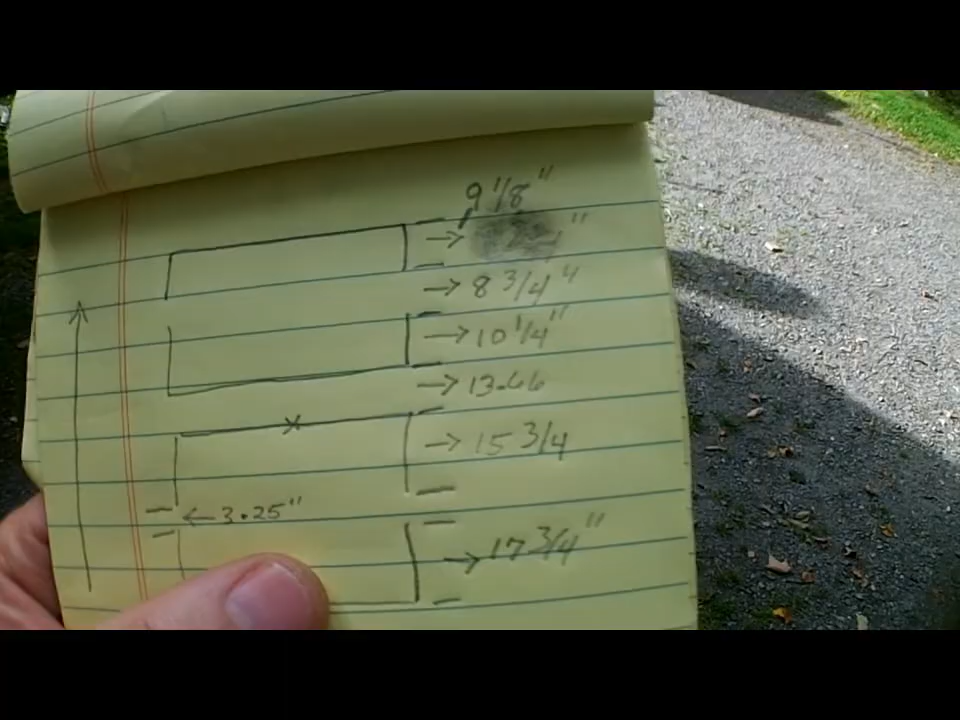 9 1/8"
→ "
→ 8 3/4"
→ 10 1/4"
→ 13.66
x
→ 15 3/4
← 3.25"
→ 17 3/4"